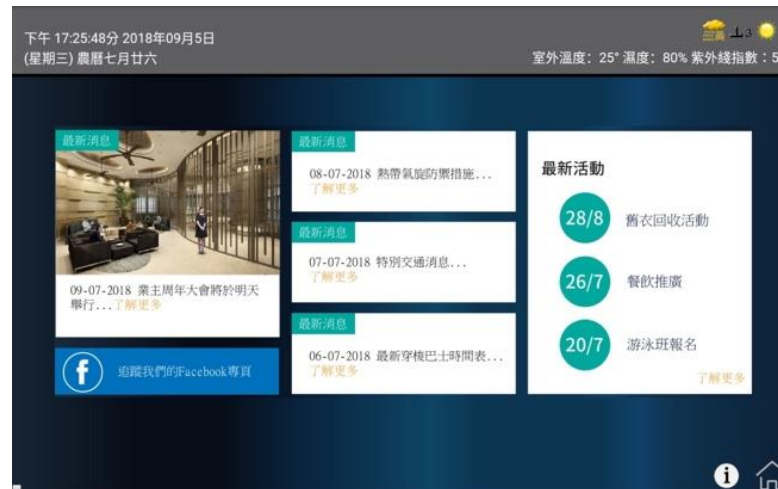 下午 17:25:48分 2018年09月5日
(星期三) 農曆七月廿六
三 黃
3
室外溫度: 25° 濕度: 80% 紫外綫指數:5
最新消息
09-07-2018 業主周年大會將於明天
舉行...了解更多
追蹤我們的Facebook專頁
最新消息
08-07-2018 熱帶氣旋防禦措施...
了解更多
最新消息
07-07-2018 特別交通消息...
了解更多
最新消息
06-07-2018 最新穿梭巴士時間表...
了解更多
最新活動
28/8 舊衣回收活動
26/7 餐飲推廣
20/7 游泳班報名
了解更多